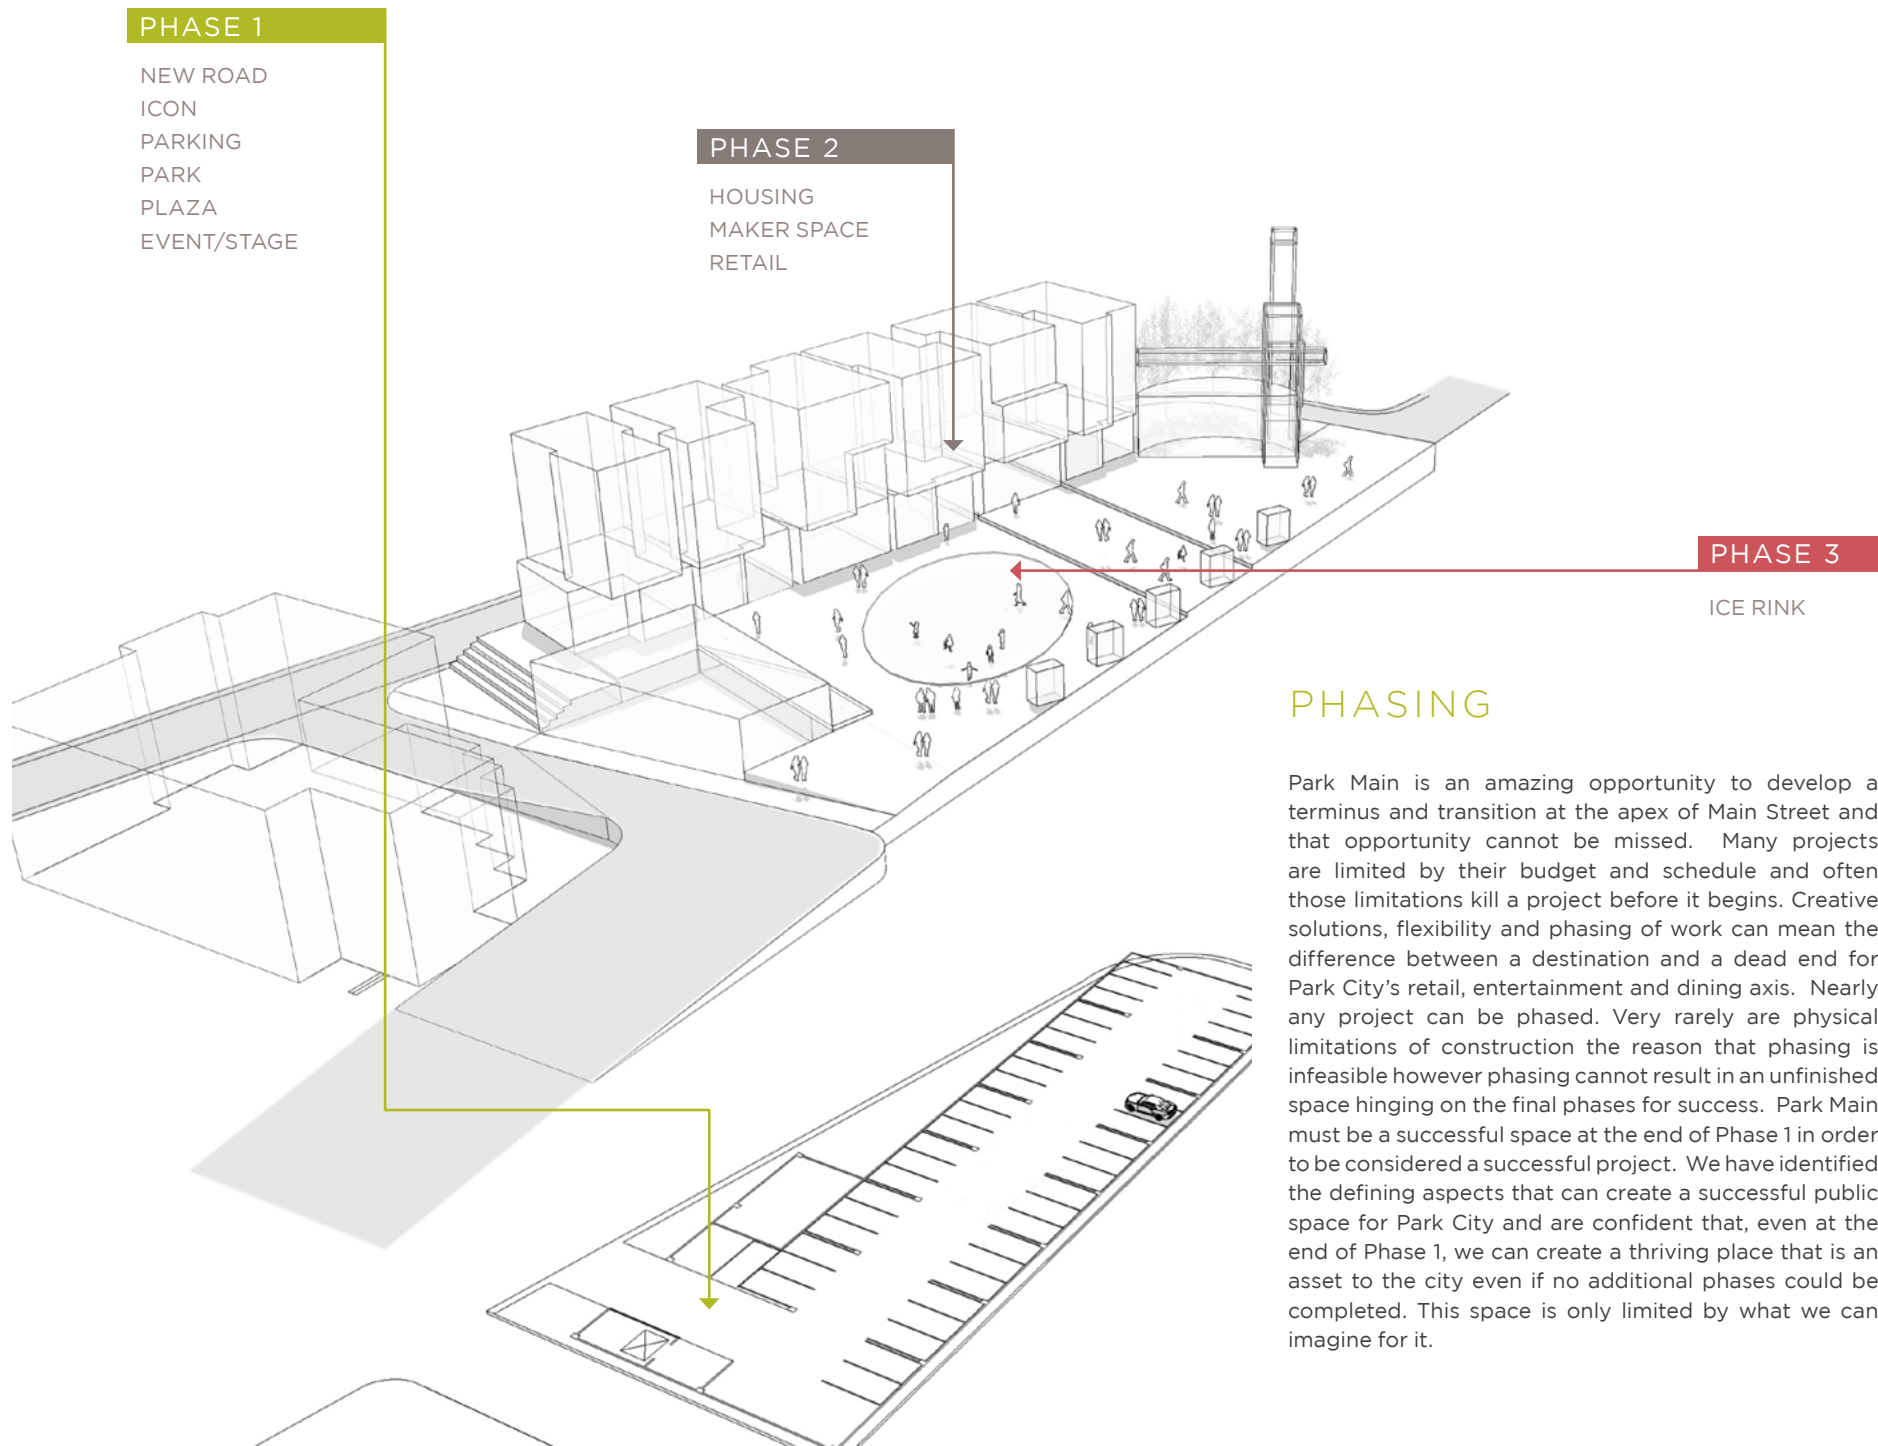 PHASE 1
NEW ROAD
ICON
PARKING
PARK
PLAZA
EVENT/STAGE
PHASE 2
HOUSING
MAKER SPACE
RETAIL
PHASE 3
ICE RINK
PHASING
Park Main is an amazing opportunity to develop a
terminus and transition at the apex of Main Street and
that opportunity cannot be missed. Many projects
are limited by their budget and schedule and often
those limitations kill a project before it begins. Creative
solutions, flexibility and phasing of work can mean the
difference between a destination and a dead end for
Park City’s retail, entertainment and dining axis. Nearly
any project can be phased. Very rarely are physical
limitations of construction the reason that phasing is
infeasible however phasing cannot result in an unfinished
space hinging on the final phases for success. Park Main
must be a successful space at the end of Phase 1 in order
to be considered a successful project. We have identified
the defining aspects that can create a successful public
space for Park City and are confident that, even at the
end of Phase 1, we can create a thriving place that is an
asset to the city even if no additional phases could be
completed. This space is only limited by what we can
imagine for it.